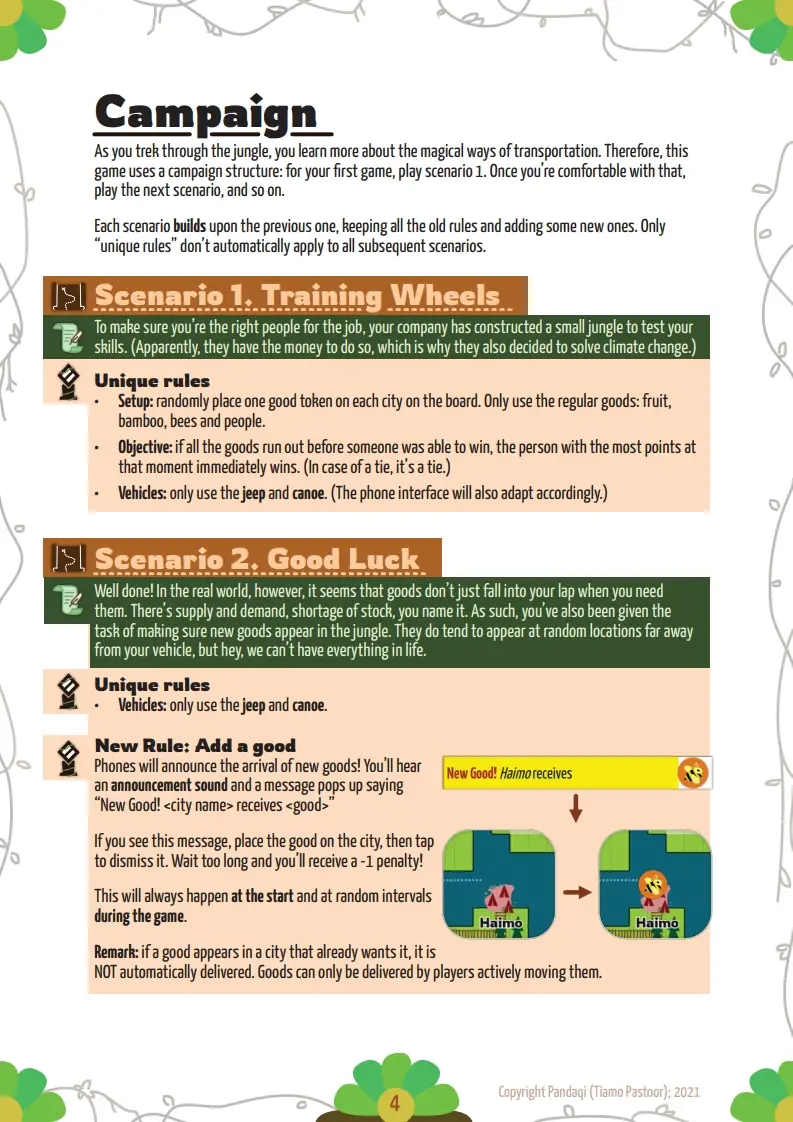 Campaign
As you trek through the jungle, you learn more about the magical ways of transportation. Therefore, this
game uses a campaign structure: for your first game, play scenario 1. Once you're comfortable with that,
play the next scenario, and so on.
Each scenario builds upon the previous one, keeping all the old rules and adding some new ones. Only
“unique rules” don't automatically apply to all subsequent scenarios.
Scenario 1. Training Wheels
To make sure you're the right people for the job, your company has constructed a small jungle to test your
skills. (Apparently, they have the money to do so, which is why they also decided to solve climate change.)
Unique rules
• Setup: randomly place one good token on each city on the board. Only use the regular goods: fruit,
bamboo, bees and people.
• Objective: if all the goods run out before someone was able to win, the person with the most points at
that moment immediately wins. (In case of a tie, it's a tie.)
• Vehicles: only use the jeep and canoe. (The phone interface will also adapt accordingly.)
Scenario 2. Good Luck
Well done! In the real world, however, it seems that goods don't just fall into your lap when you need
them. There's supply and demand, shortage of stock, you name it. As such, you've also been given the
task of making sure new goods appear in the jungle. They do tend to appear at random locations far away
from your vehicle, but hey, we can't have everything in life.
Unique rules
• Vehicles: only use the jeep and canoe.
New Rule: Add a good
Phones will announce the arrival of new goods! You'll hear
an announcement sound and a message pops up saying
“New Good! <city name> receives <good>”
If you see this message, place the good on the city, then tap
to dismiss it. Wait too long and you'll receive a -1 penalty!
This will always happen at the start and at random intervals
during the game.
Remark: if a good appears in a city that already wants it, it is
NOT automatically delivered. Goods can only be delivered by players actively moving them.
New Good! Haimo receives
Haimo
Haimo
4
Copyright Pandaqi (Tiamo Pastoor); 2021